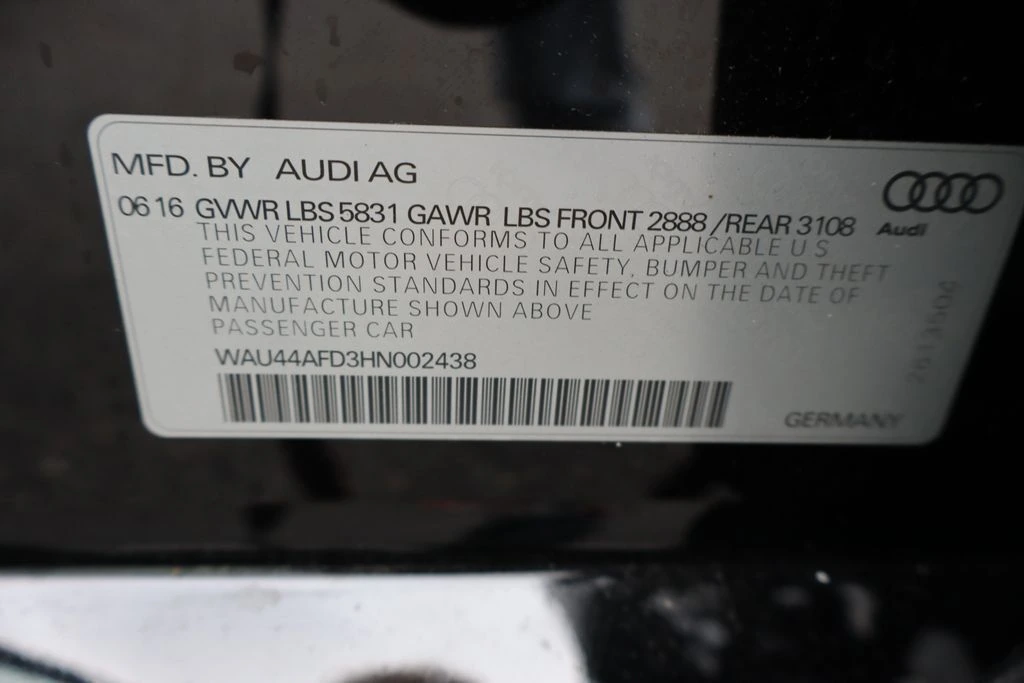 MFD. BY AUDI AG
06 16 GVWR LBS 5831 GAWR LBS FRONT 2888 /REAR 3108
Audi
THIS VEHICLE CONFORMS TO ALL APPLICABLE U S
FEDERAL MOTOR VEHICLE SAFETY, BUMPER AND THEFT
PREVENTION STANDARDS IN EFFECT ON THE DATE OF
MANUFACTURE SHOWN ABOVE
PASSENGER CAR
WAU44AFD3HN002438
GERMANY